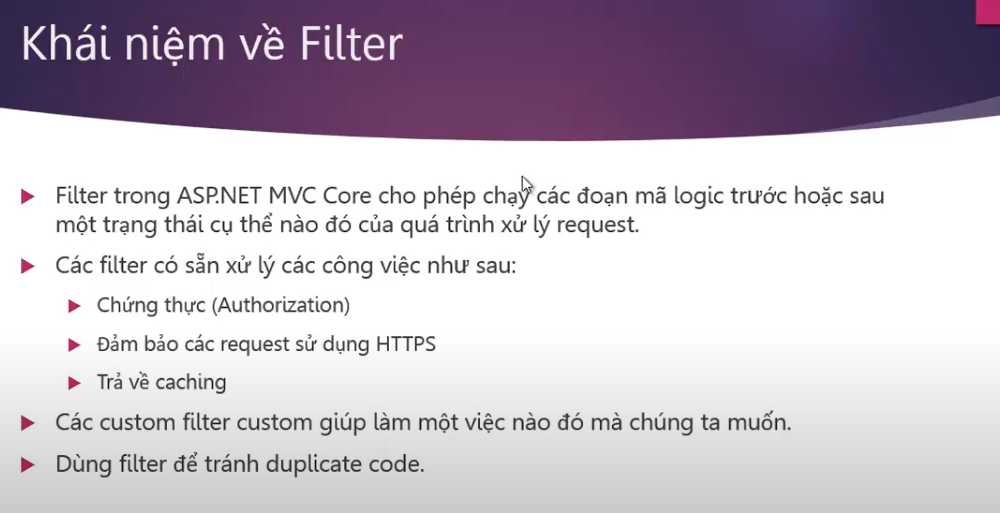 Khái niệm về Filter
Filter trong ASP.NET MVC Core cho phép chạy các đoạn mã logic trước hoặc sau
một trạng thái cụ thể nào đó của quá trình xử lý request.
Các filter có sẵn xử lý các công việc như sau:
Chứng thực (Authorization)
Đảm bảo các request sử dụng HTTPS
Trả về caching
Các custom filter custom giúp làm một việc nào đó mà chúng ta muốn.
Dùng filter để tránh duplicate code.